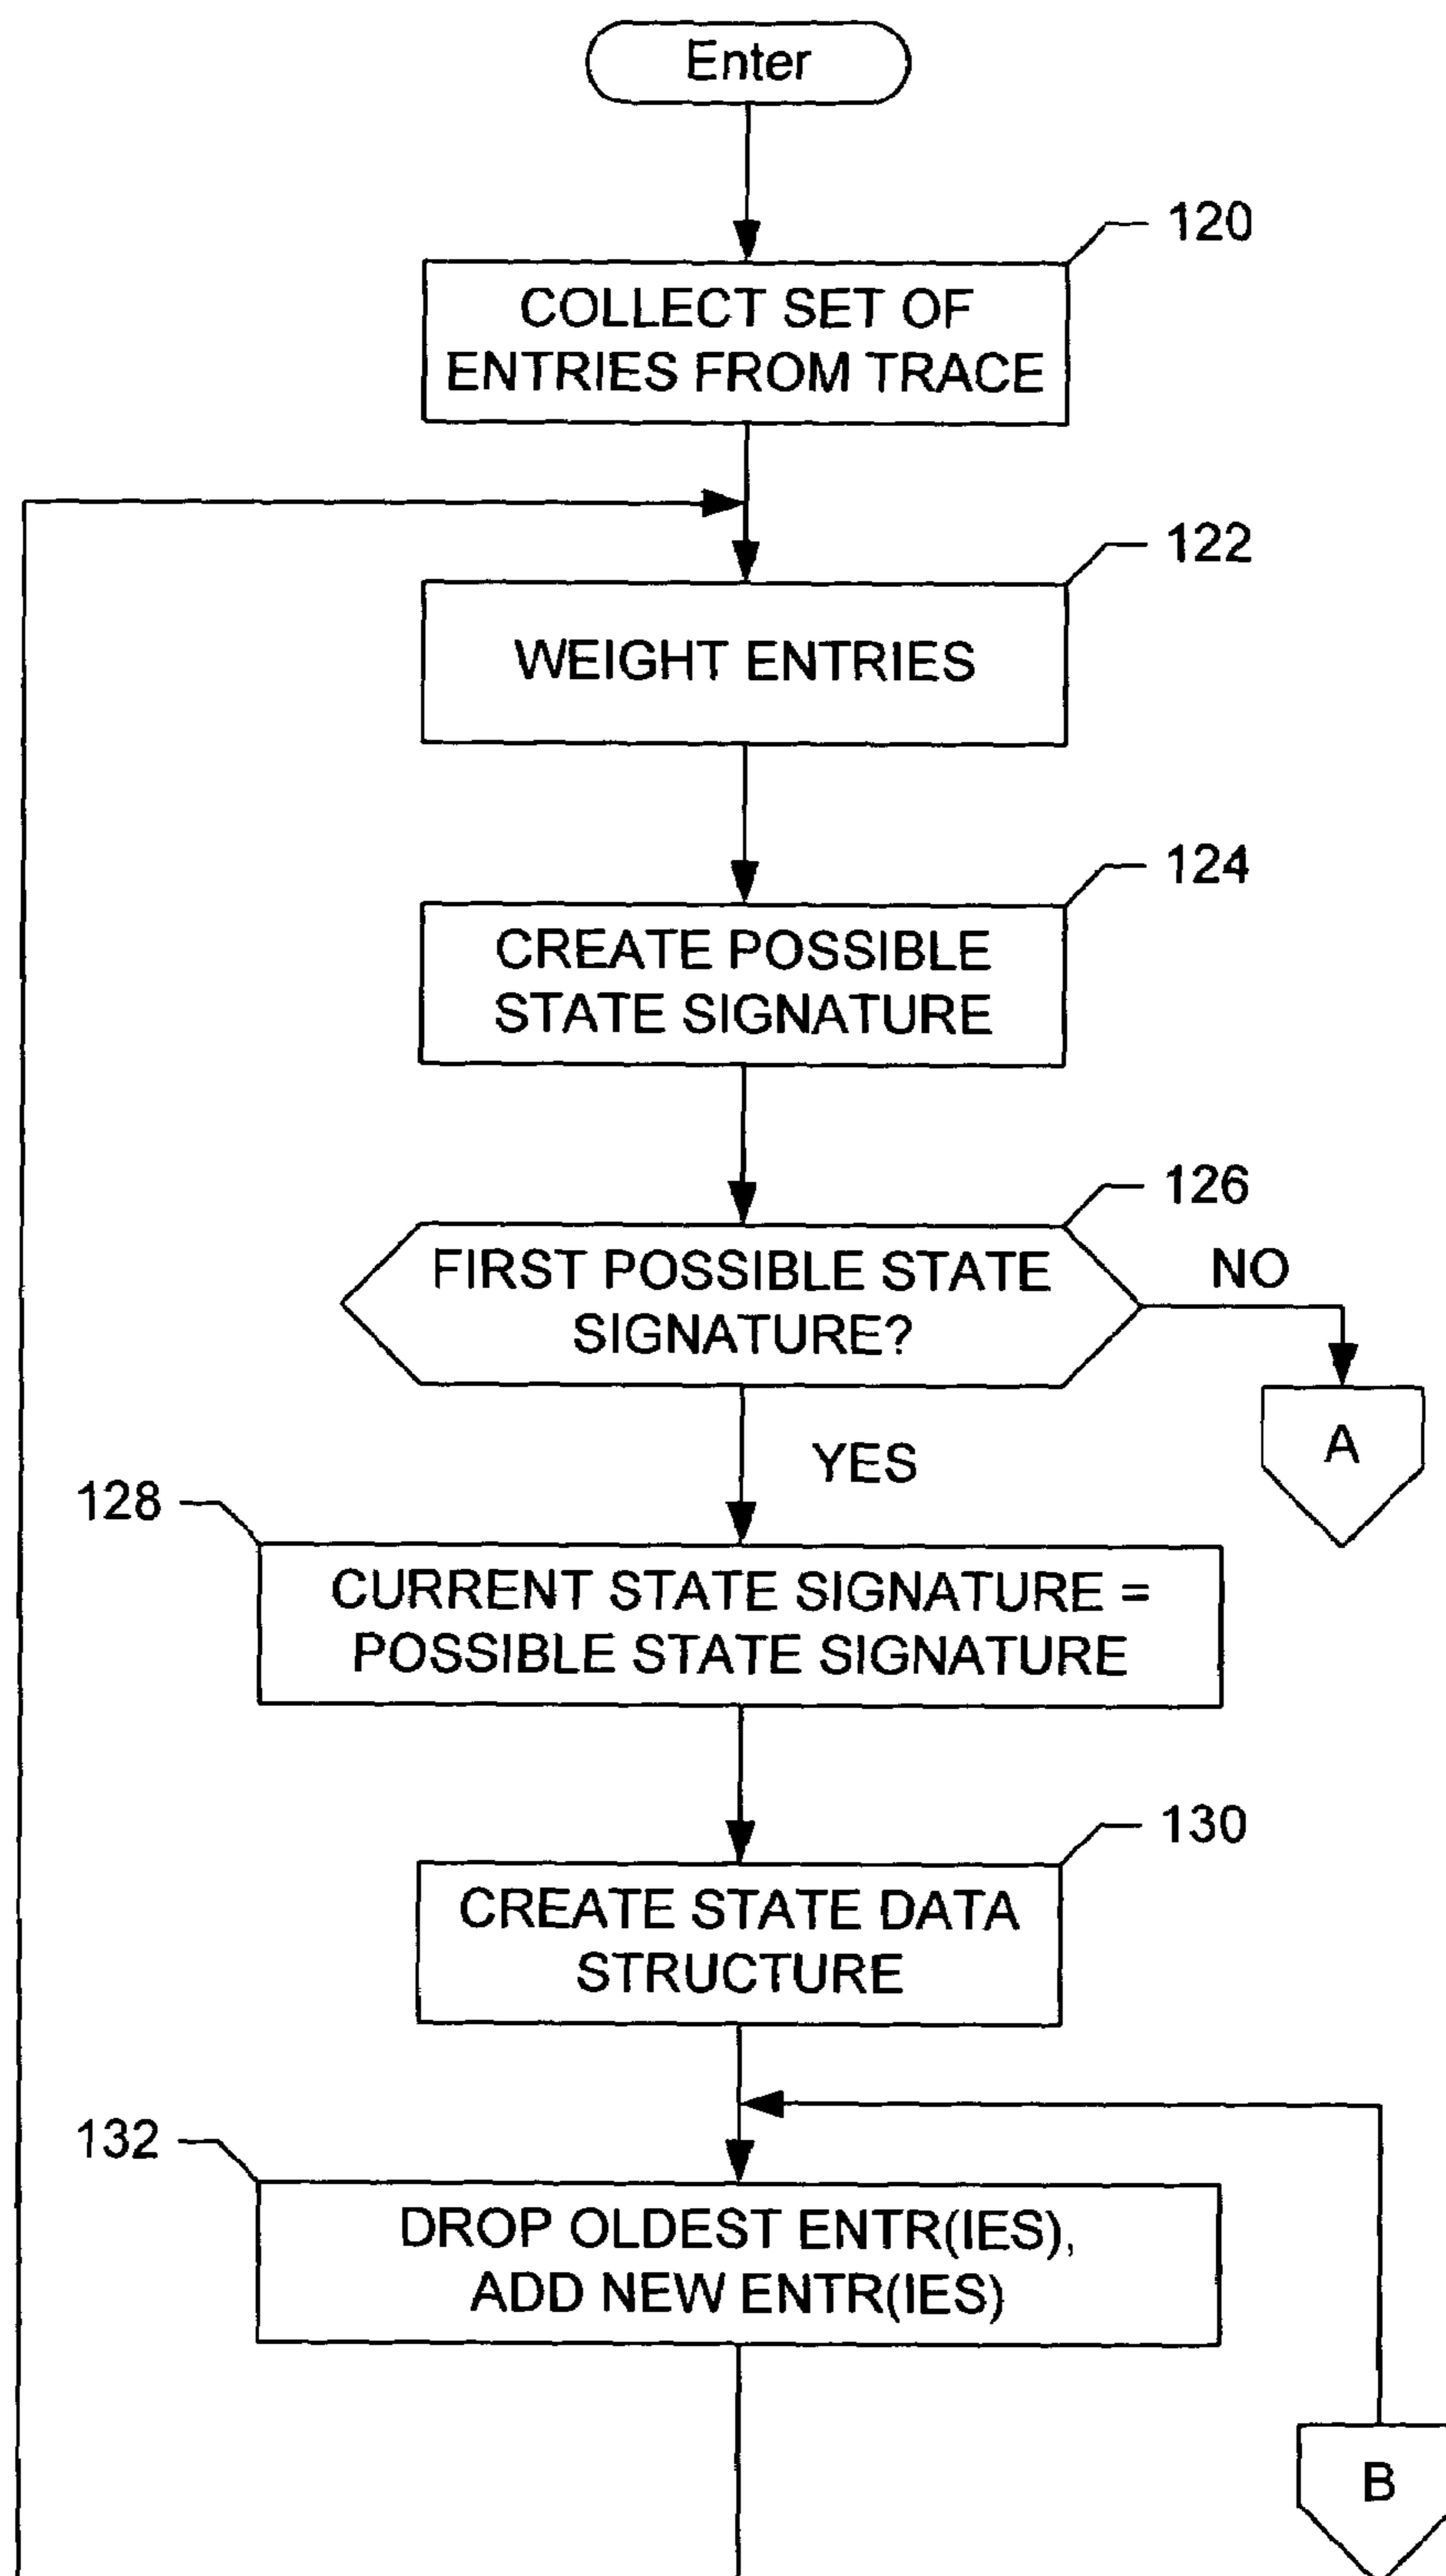 Enter
120
COLLECT SET OF
ENTRIES FROM TRACE
122
WEIGHT ENTRIES
124
CREATE POSSIBLE
STATE SIGNATURE
126
FIRST POSSIBLE STATE
SIGNATURE?
NO
A
YES
128
CURRENT STATE SIGNATURE =
POSSIBLE STATE SIGNATURE
130
CREATE STATE DATA
STRUCTURE
132
DROP OLDEST ENTR(IES),
ADD NEW ENTR(IES)
B